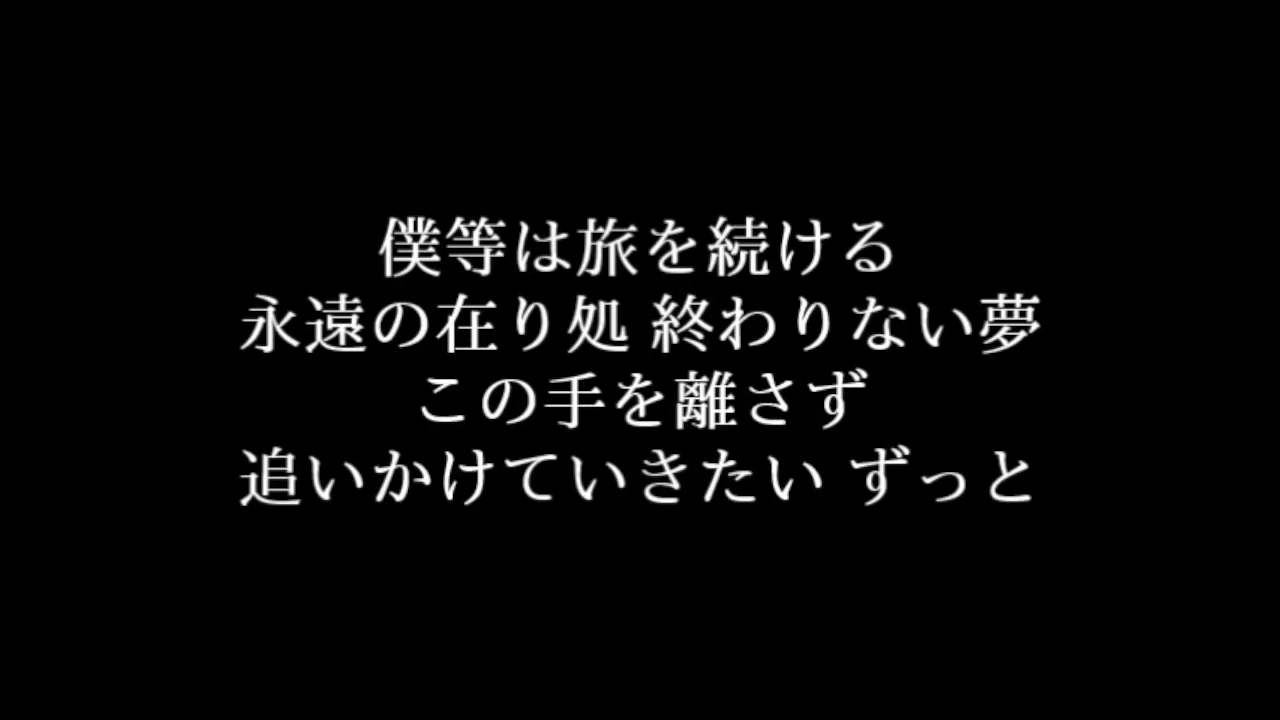 僕等は旅を続ける
永遠の在り処 終わりない夢
この手を離さず
追いかけていきたい ずっと